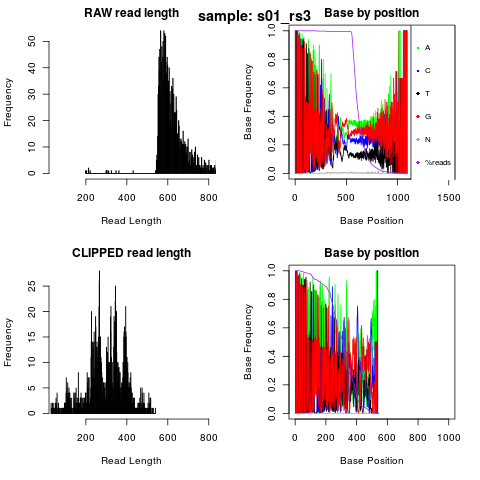 sample: s01_rs3
RAW read length
Frequency
0 10 20 30 40 50
200 400 600 800
Read Length
Base by position
Base Frequency
0.0 0.2 0.4 0.6 0.8 1.0
0 500 1000 1500
Base Position
A
C
T
G
N
%reads
CLIPPED read length
Frequency
0 5 10 15 20 25
200 400 600 800
Read Length
Base by position
Base Frequency
0.0 0.2 0.4 0.6 0.8 1.0
0 200 400 600 800 1000
Base Position